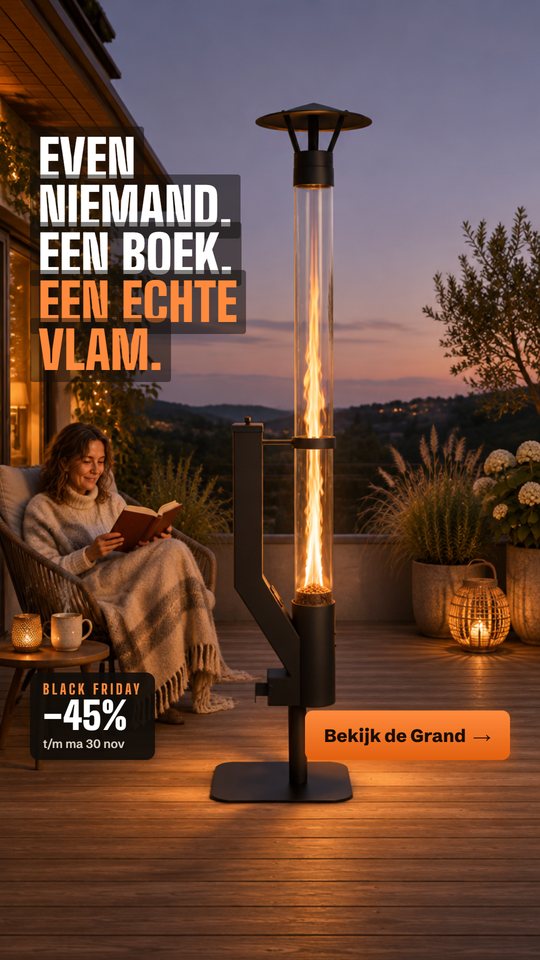 EVEN
NIEMAND.
EEN BOEK.
EEN ECHTE
VLAM.
BLACK FRIDAY
−45%
t/m ma 30 nov
Bekijk de Grand →